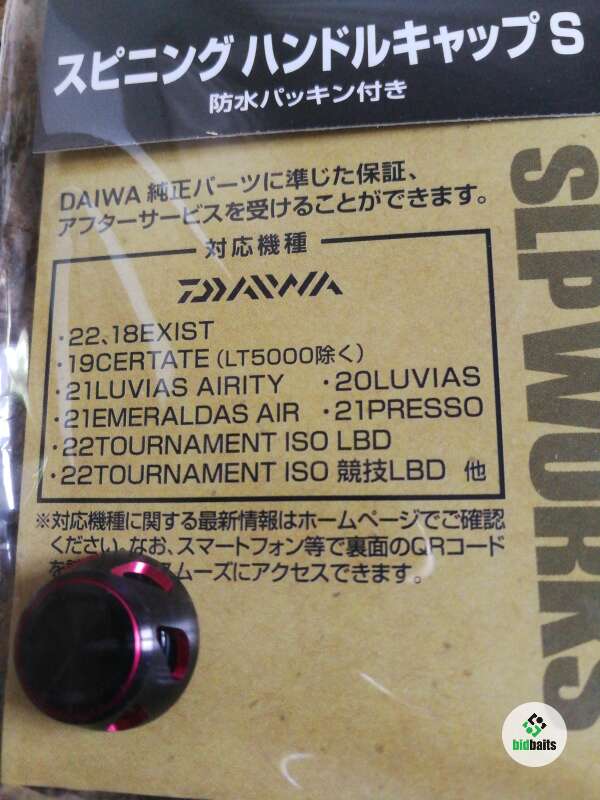 スピニングハンドルキャップS
防水パッキン付き
DAIWA 純正パーツに準じた保証、
アフターサービスを受けることができます。
対応機種
DAIWA
・22、18EXIST
・19CERTATE（LT5000除く）
・21LUVIAS AIRITY ・20LUVIAS
・21EMERALDAS AIR ・21PRESSO
・22TOURNAMENT ISO LBD
・22TOURNAMENT ISO 競技LBD 他
※対応機種に関する最新情報はホームページでご確認
ください。なお、スマートフォン等で裏面のQRコード
を ムーズにアクセスできます。
SLPWORKS
bidbaits